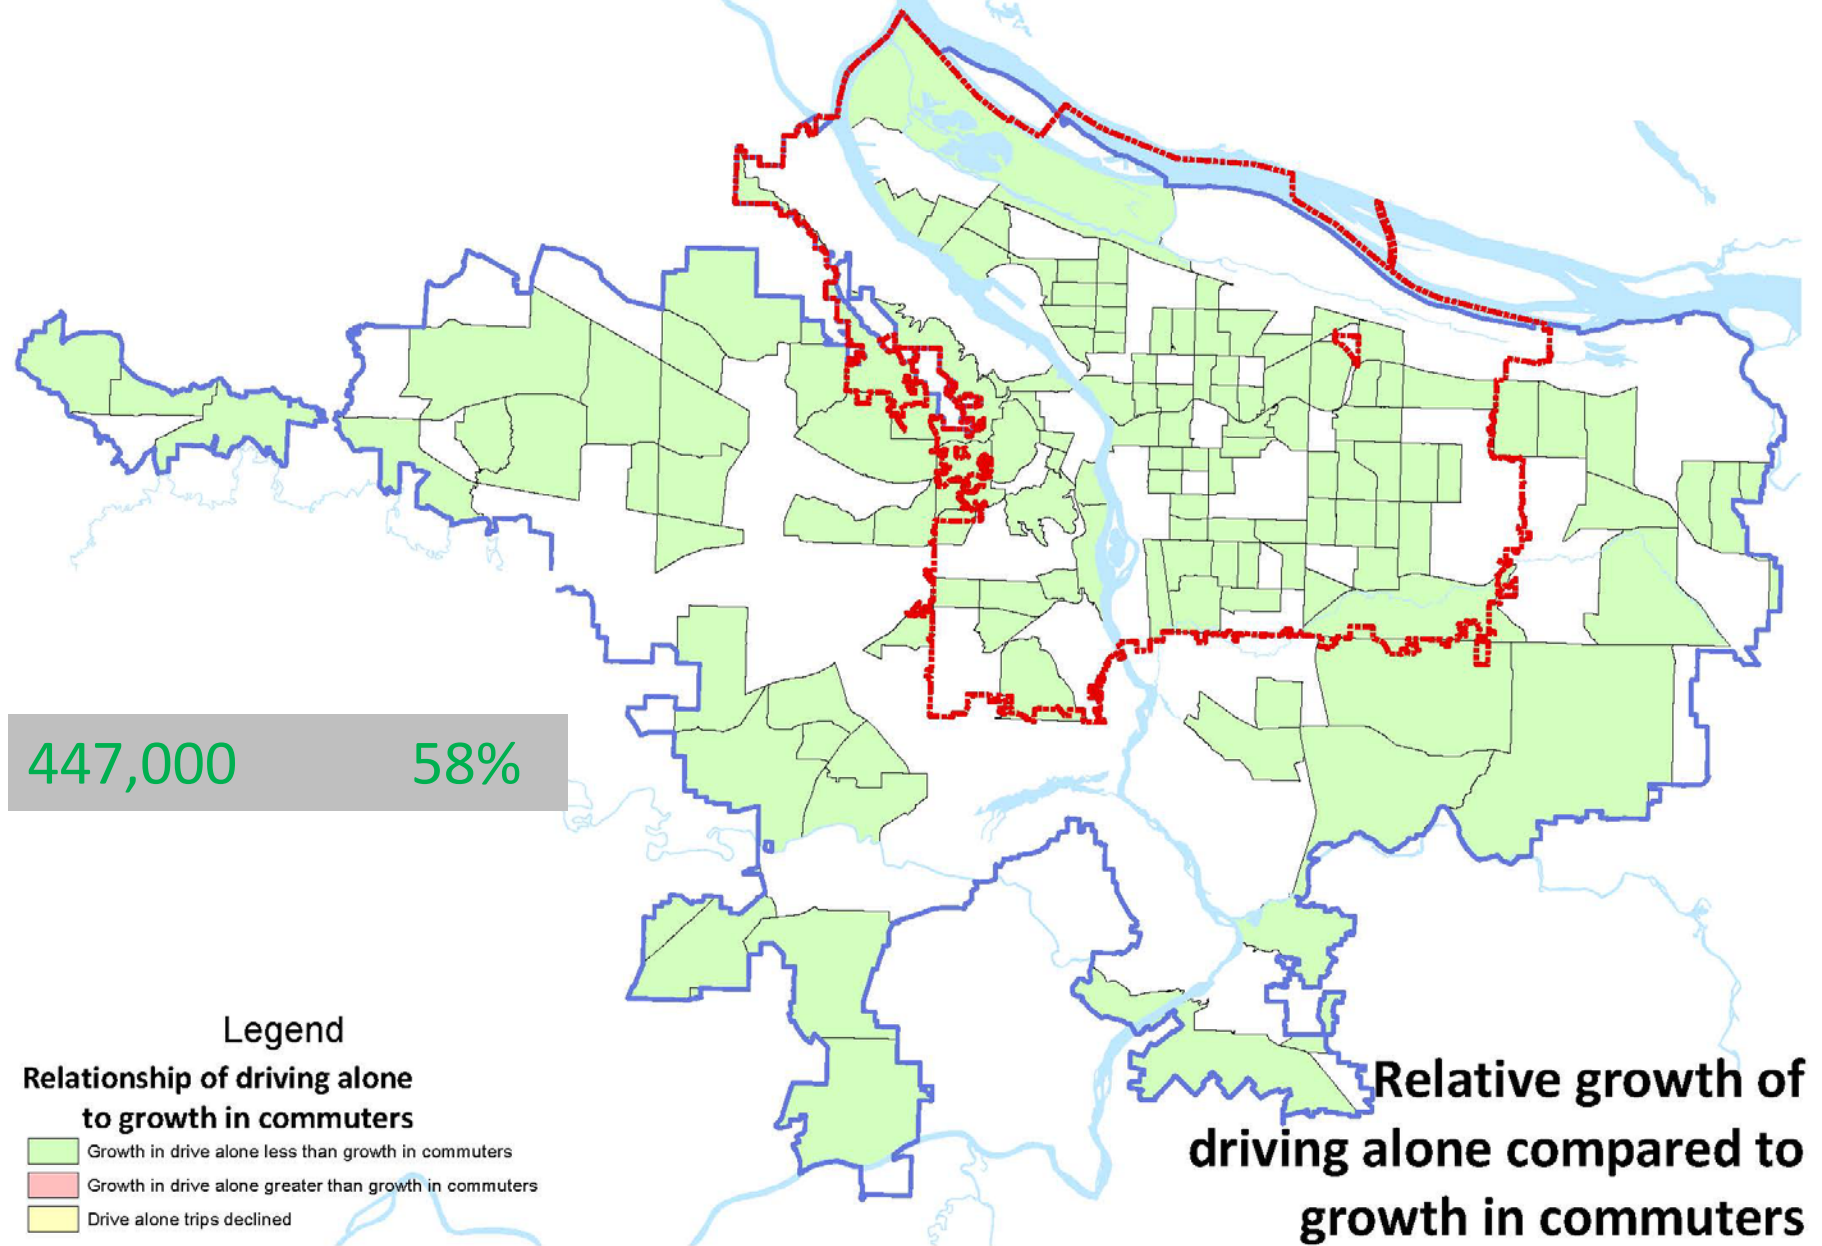 447,000 58%
Legend
Relationship of driving alone
to growth in commuters
Growth in drive alone less than growth in commuters
Growth in drive alone greater than growth in commuters
Drive alone trips declined
Relative growth of
driving alone compared to
growth in commuters